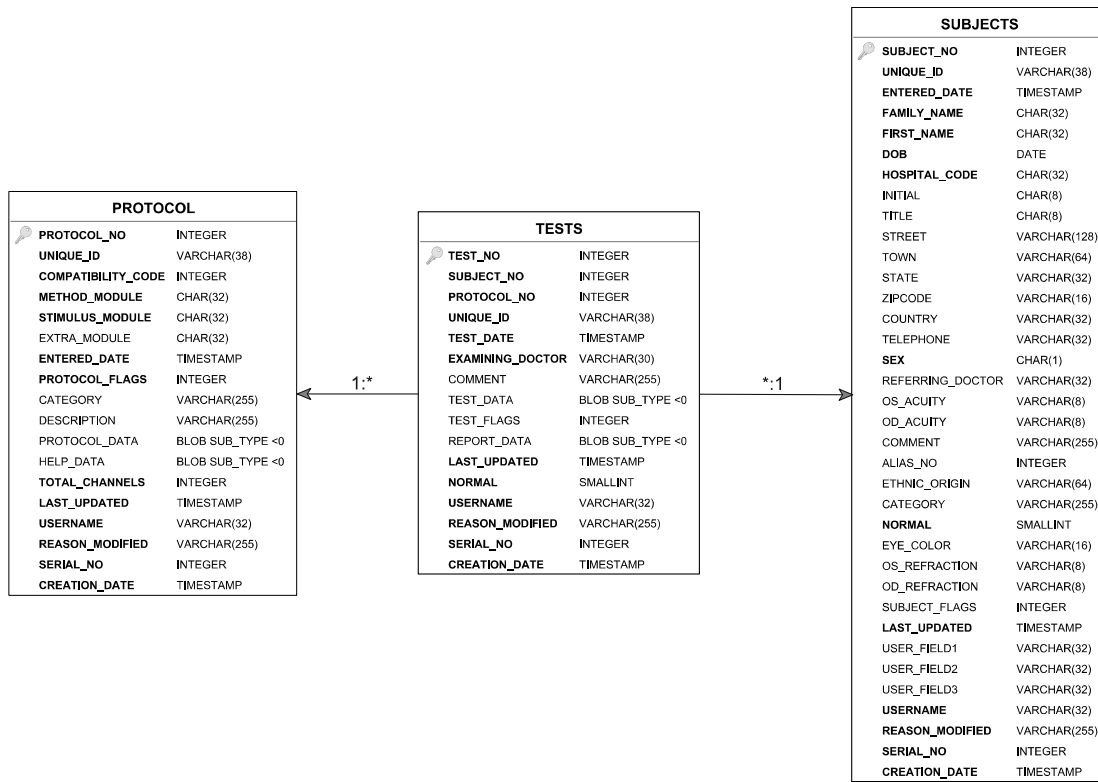 PROTOCOL
PROTOCOL_NO INTEGER
UNIQUE_ID VARCHAR(38)
COMPATIBILITY_CODE INTEGER
METHOD_MODULE CHAR(32)
STIMULUS_MODULE CHAR(32)
EXTRA_MODULE CHAR(32)
ENTERED_DATE TIMESTAMP
PROTOCOL_FLAGS INTEGER
CATEGORY VARCHAR(255)
DESCRIPTION VARCHAR(255)
PROTOCOL_DATA BLOB SUB_TYPE <0
HELP_DATA BLOB SUB_TYPE <0
TOTAL_CHANNELS INTEGER
LAST_UPDATED TIMESTAMP
USERNAME VARCHAR(32)
REASON_MODIFIED VARCHAR(255)
SERIAL_NO INTEGER
CREATION_DATE TIMESTAMP
1:*
TESTS
TEST_NO INTEGER
SUBJECT_NO INTEGER
PROTOCOL_NO INTEGER
UNIQUE_ID VARCHAR(38)
TEST_DATE TIMESTAMP
EXAMINING_DOCTOR VARCHAR(30)
COMMENT VARCHAR(255)
TEST_DATA BLOB SUB_TYPE <0
TEST_FLAGS INTEGER
REPORT_DATA BLOB SUB_TYPE <0
LAST_UPDATED TIMESTAMP
NORMAL SMALLINT
USERNAME VARCHAR(32)
REASON_MODIFIED VARCHAR(255)
SERIAL_NO INTEGER
CREATION_DATE TIMESTAMP
*:1
SUBJECTS
SUBJECT_NO INTEGER
UNIQUE_ID VARCHAR(38)
ENTERED_DATE TIMESTAMP
FAMILY_NAME CHAR(32)
FIRST_NAME CHAR(32)
DOB DATE
HOSPITAL_CODE CHAR(32)
INITIAL CHAR(8)
TITLE CHAR(8)
STREET VARCHAR(128)
TOWN VARCHAR(64)
STATE VARCHAR(32)
ZIPCODE VARCHAR(16)
COUNTRY VARCHAR(32)
TELEPHONE VARCHAR(32)
SEX CHAR(1)
REFERRING_DOCTOR VARCHAR(32)
OS_ACUITY VARCHAR(8)
OD_ACUITY VARCHAR(8)
COMMENT VARCHAR(255)
ALIAS_NO INTEGER
ETHNIC_ORIGIN VARCHAR(64)
CATEGORY VARCHAR(255)
NORMAL SMALLINT
EYE_COLOR VARCHAR(16)
OS_REFRACTION VARCHAR(8)
OD_REFRACTION VARCHAR(8)
SUBJECT_FLAGS INTEGER
LAST_UPDATED TIMESTAMP
USER_FIELD1 VARCHAR(32)
USER_FIELD2 VARCHAR(32)
USER_FIELD3 VARCHAR(32)
USERNAME VARCHAR(32)
REASON_MODIFIED VARCHAR(255)
SERIAL_NO INTEGER
CREATION_DATE TIMESTAMP